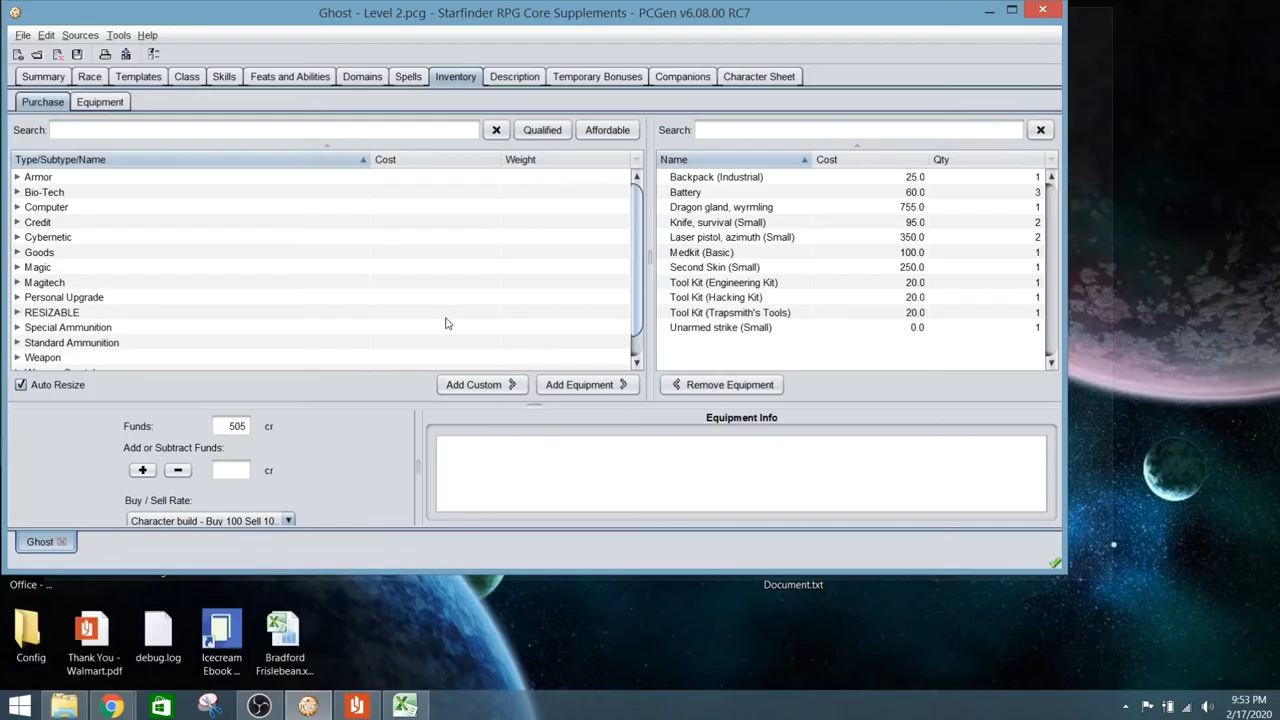 Ghost - Level 2.pcg - Starfinder RPG Core Supplements - PCGen v6.08.00 RC7
File Edit Sources Tools Help
Summary Race Templates Class Skills Feats and Abilities Domains Spells Inventory Description Temporary Bonuses Companions Character Sheet
Purchase Equipment
Search: Qualified Affordable Search:
Type/Subtype/Name Cost Weight Name Cost Qty
Armor Backpack (Industrial) 25.0 1
Bio-Tech Battery 60.0 3
Computer Dragon gland, wyrmling 755.0 1
Credit Knife, survival (Small) 95.0 2
Cybernetic Laser pistol, azimuth (Small) 350.0 2
Goods Medkit (Basic) 100.0 1
Magic Second Skin (Small) 250.0 1
Magitech Tool Kit (Engineering Kit) 20.0 1
Personal Upgrade Tool Kit (Hacking Kit) 20.0 1
RESIZABLE Tool Kit (Trapsmith's Tools) 20.0 1
Special Ammunition Unarmed strike (Small) 0.0 1
Standard Ammunition
Weapon
Auto Resize Add Custom Add Equipment Remove Equipment
Funds: 505 cr Equipment Info
Add or Subtract Funds:
cr
Buy / Sell Rate:
Character build - Buy 100 Sell 10...
Ghost
Office - ... Document.txt
Config Thank You - Walmart.pdf debug.log Icecream Ebook ... Bradford Frislebean.x...
9:53 PM
2/17/2020